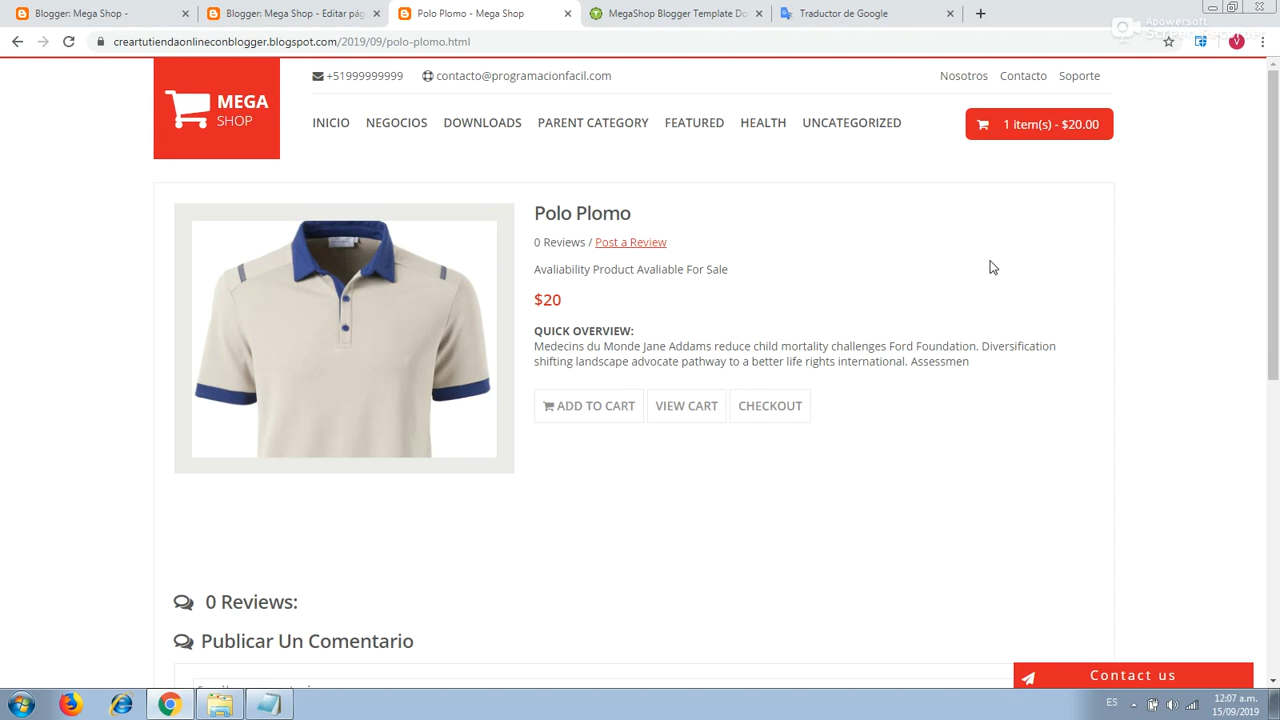 Blogger: Mega Shop -
Blogger: Mega Shop - Editar pág
Polo Plomo - Mega Shop
MegaShop Blogger Template Do
Traductor de Google
Apowersoft
Screen Recorder
creartutiendaonlineconblogger.blogspot.com/2019/09/polo-plomo.html
V
MEGA
SHOP
+51999999999
contacto@programacionfacil.com
Nosotros
Contacto
Soporte
INICIO
NEGOCIOS
DOWNLOADS
PARENT CATEGORY
FEATURED
HEALTH
UNCATEGORIZED
1 item(s) - $20.00
Polo Plomo
0 Reviews / Post a Review
Avaliability Product Avaliable For Sale
$20
QUICK OVERVIEW:
Medecins du Monde Jane Addams reduce child mortality challenges Ford Foundation. Diversification
shifting landscape advocate pathway to a better life rights international. Assessmen
ADD TO CART
VIEW CART
CHECKOUT
0 Reviews:
Publicar Un Comentario
Contact us
ES
12:07 a.m.
15/09/2019